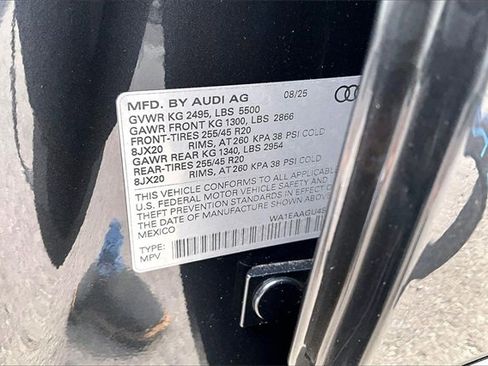 MFD. BY AUDI AG 08/25
GVWR KG 2495, LBS 5500
GAWR FRONT KG 1300, LBS 2866
FRONT-TIRES 255/45 R20
8JX20 RIMS, AT 260 KPA 38 PSI COLD
GAWR REAR KG 1340, LBS 2954
REAR-TIRES 255/45 R20
8JX20 RIMS, AT 260 KPA 38 PSI COLD
THIS VEHICLE CONFORMS TO ALL APPLICABL
U.S. FEDERAL MOTOR VEHICLE SAFETY AND
THEFT PREVENTION STANDARDS IN EFFECT O
THE DATE OF MANUFACTURE SHOWN
MEXICO WA1EAAGU4S
TYPE:
MPV